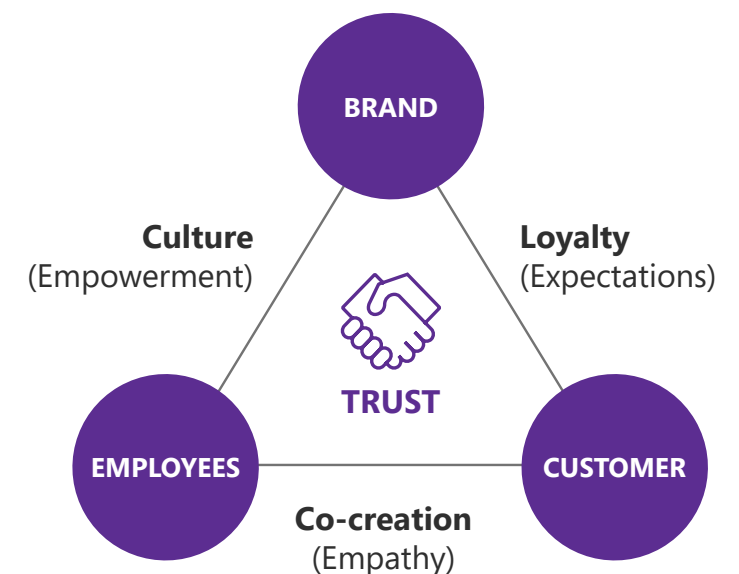 BRAND
Culture
(Empowerment)
Loyalty
(Expectations)
TRUST
EMPLOYEES
CUSTOMER
Co-creation
(Empathy)